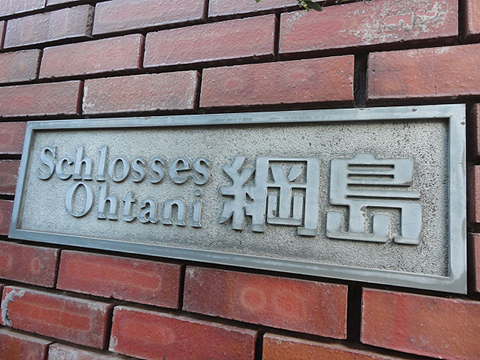 Schlosses
Ohtani
綱島